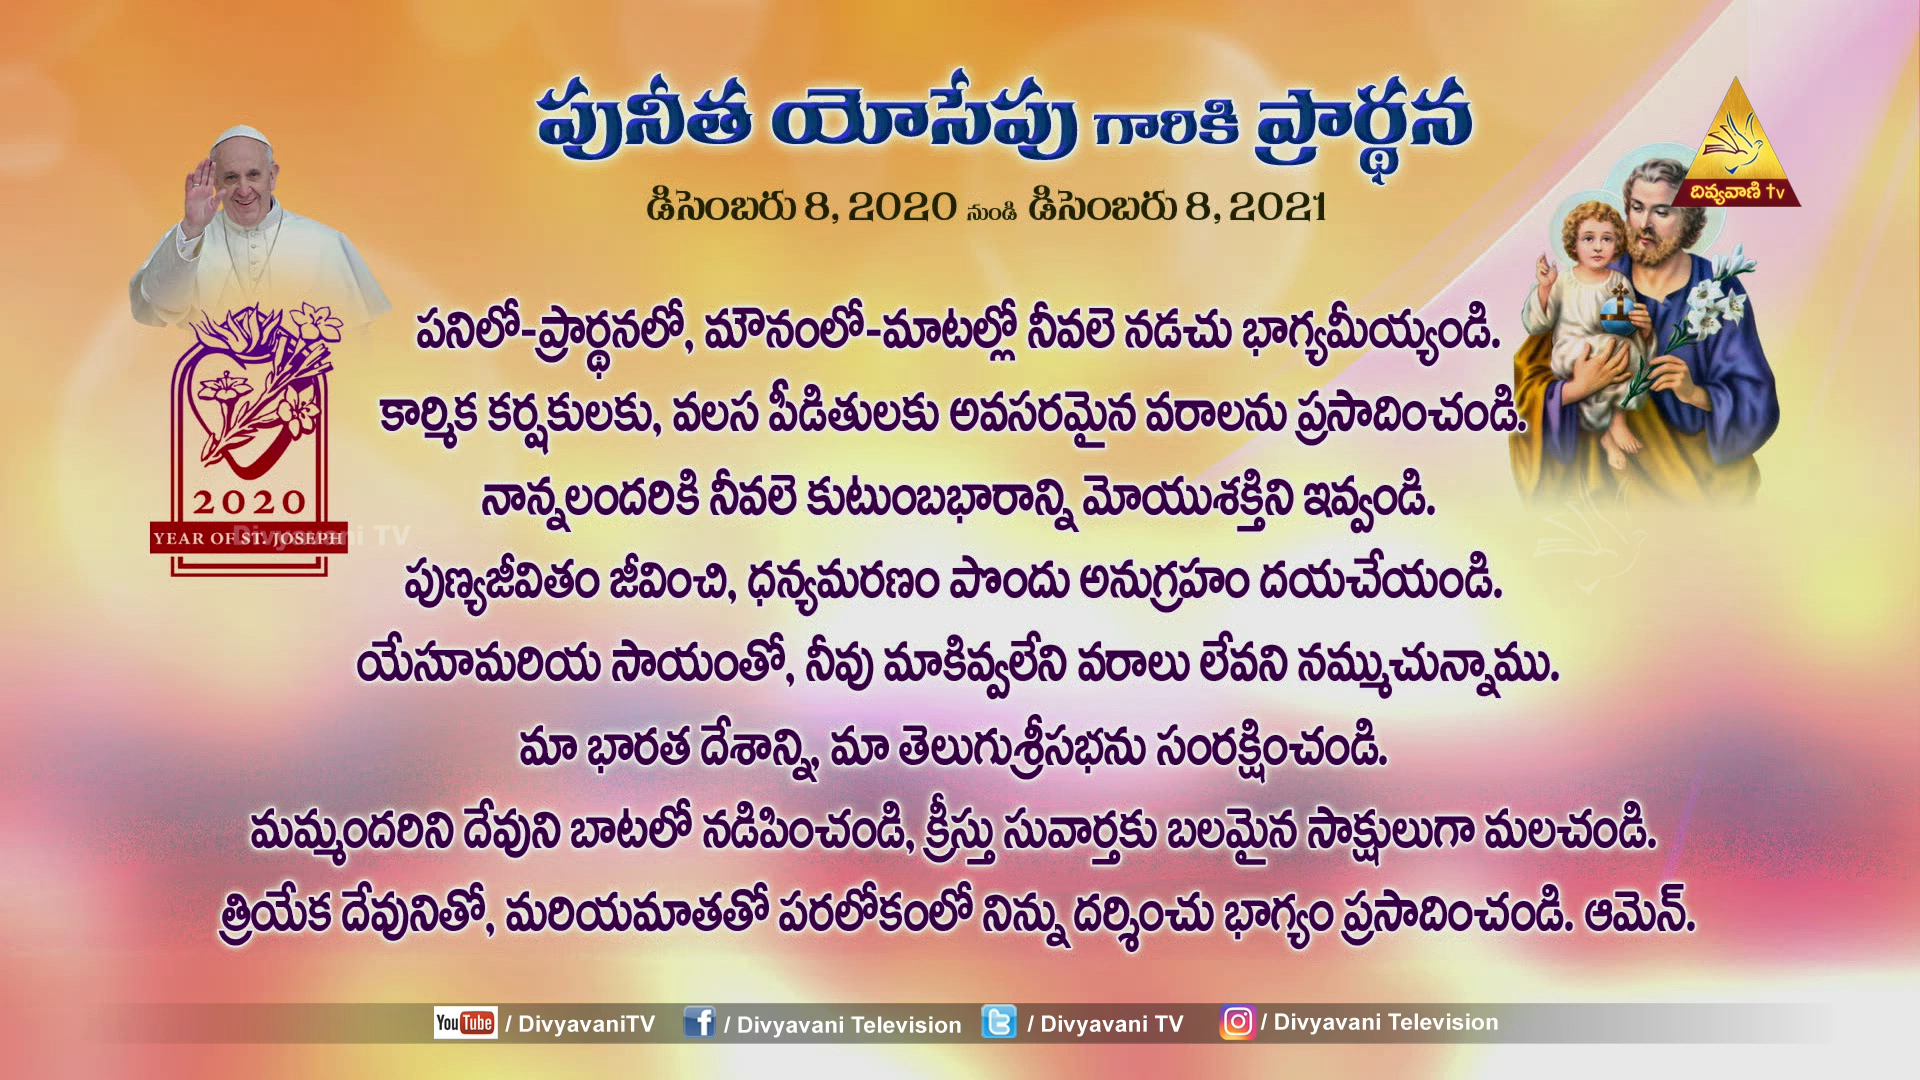 పునీత యోసేపు గారికి ప్రార్థన
డిసెంబరు 8, 2020 నుండి డిసెంబరు 8, 2021
దివ్యవాణి tv
పనిలో-ప్రార్థనలో, మౌనంలో-మాటల్లో నీవలె నడచు భాగ్యమీయ్యండి.
కార్మిక కర్షకులకు, వలస పీడితులకు అవసరమైన వరాలను ప్రసాదించండి.
నాన్నలందరికి నీవలె కుటుంబభారాన్ని మోయుశక్తిని ఇవ్వండి.
2020
YEAR OF ST. JOSEPH
Divyavani TV
పుణ్యజీవితం జీవించి, ధన్యమరణం పొందు అనుగ్రహం దయచేయండి.
యేసూమరియ సాయంతో, నీవు మాకివ్వలేని వరాలు లేవని నమ్ముచున్నాము.
మా భారత దేశాన్ని, మా తెలుగుశ్రీసభను సంరక్షించండి.
మమ్మందరిని దేవుని బాటలో నడిపించండి, క్రీస్తు సువార్తకు బలమైన సాక్షులుగా మలచండి.
త్రియేక దేవునితో, మరియమాతతో పరలోకంలో నిన్ను దర్శించు భాగ్యం ప్రసాదించండి. ఆమెన్.
YouTube / DivyavaniTV f / Divyavani Television / Divyavani TV / Divyavani Television